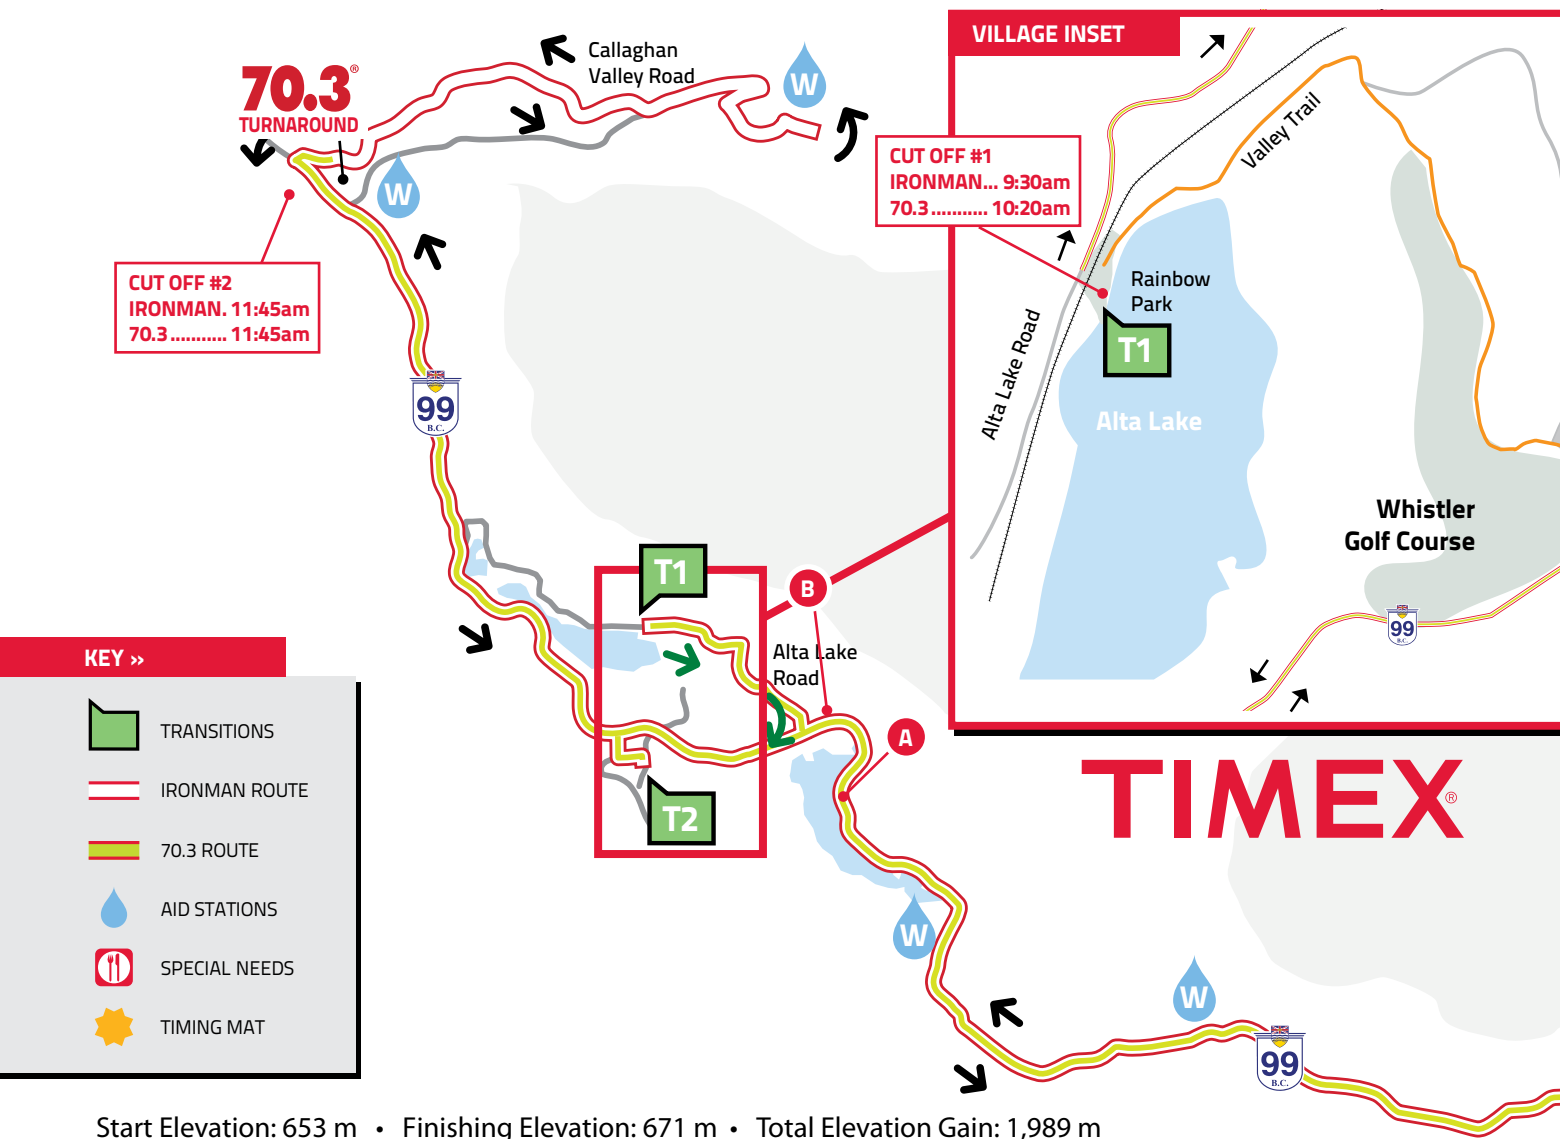 Callaghan
Valley Road
W
70.3®
TURNAROUND
W
CUT OFF #2
IRONMAN. 11:45am
70.3 ........... 11:45am
99
B.C.
VILLAGE INSET
CUT OFF #1
IRONMAN... 9:30am
70.3 ........... 10:20am
Valley Trail
Rainbow
Park
T1
Alta Lake Road
Alta Lake
Whistler
Golf Course
99
B.C.
T1
B
Alta Lake
Road
A
T2
TIMEX®
KEY »
TRANSITIONS
IRONMAN ROUTE
70.3 ROUTE
AID STATIONS
SPECIAL NEEDS
TIMING MAT
W
W
99
B.C.
Start Elevation: 653 m • Finishing Elevation: 671 m • Total Elevation Gain: 1,989 m